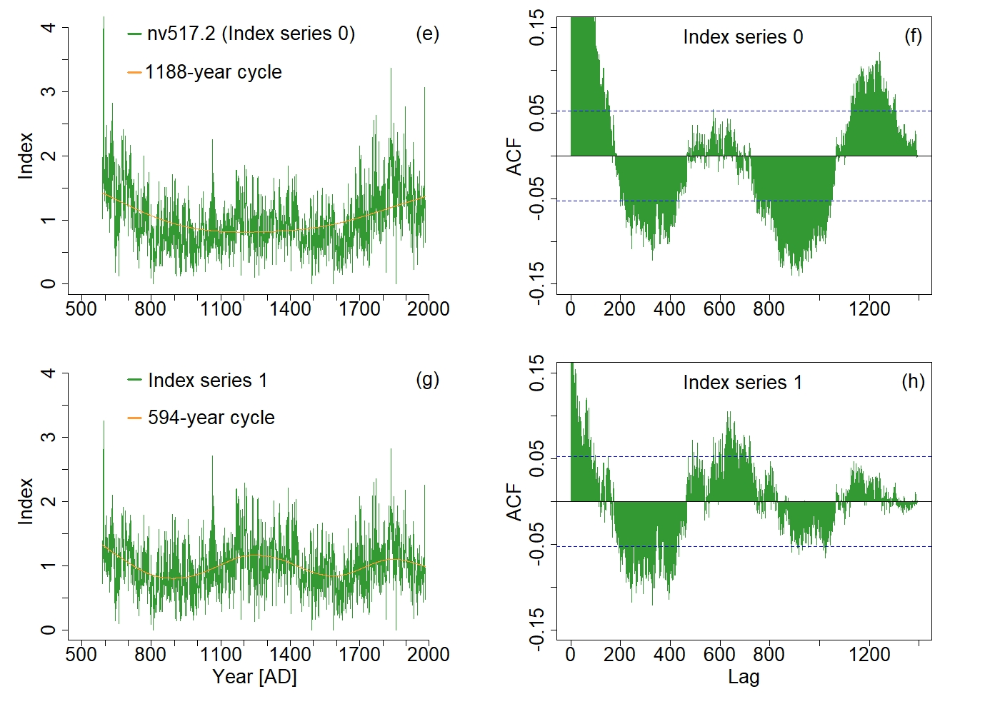 nv517.2 (Index series 0)
(e)
1188-year cycle
Index
4
3
2
1
0
500 800 1100 1400 1700 2000
Index series 0
(f)
ACF
0.15
0.05
-0.05
-0.15
0 200 400 600 800 1200
Index series 1
(g)
594-year cycle
Index
4
3
2
1
0
500 800 1100 1400 1700 2000
Year [AD]
Index series 1
(h)
ACF
0.15
0.05
-0.05
-0.15
0 200 400 600 800 1200
Lag